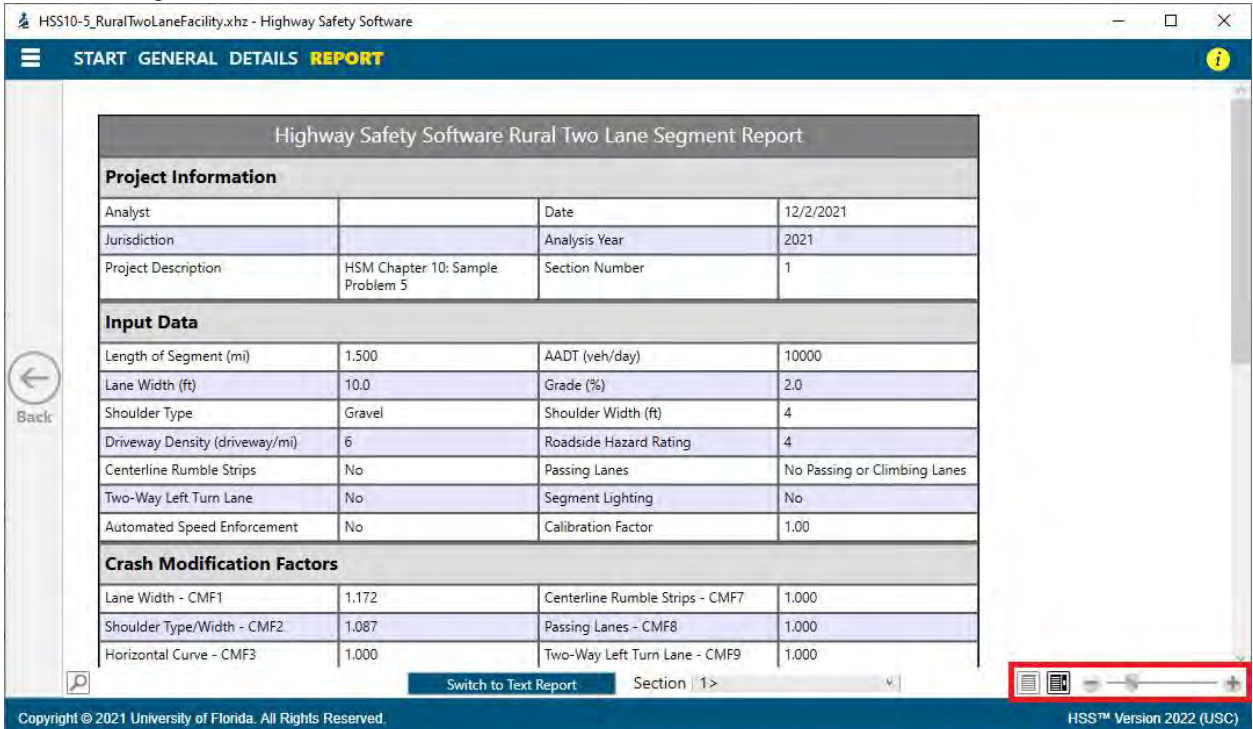 HSS10-5_RuralTwoLaneFacility.xhz - Highway Safety Software
START GENERAL DETAILS REPORT
i
Highway Safety Software Rural Two Lane Segment Report
Project Information
Analyst Date 12/2/2021
Jurisdiction Analysis Year 2021
Project Description HSM Chapter 10: Sample Section Number 1
Problem 5
Input Data
Length of Segment (mi) 1.500 AADT (veh/day) 10000
Lane Width (ft) 10.0 Grade (%) 2.0
Shoulder Type Gravel Shoulder Width (ft) 4
Driveway Density (driveway/mi) 6 Roadside Hazard Rating 4
Centerline Rumble Strips No Passing Lanes No Passing or Climbing Lanes
Two-Way Left Turn Lane No Segment Lighting No
Automated Speed Enforcement No Calibration Factor 1.00
Crash Modification Factors
Lane Width - CMF1 1.172 Centerline Rumble Strips - CMF7 1.000
Shoulder Type/Width - CMF2 1.087 Passing Lanes - CMF8 1.000
Horizontal Curve - CMF3 1.000 Two-Way Left Turn Lane - CMF9 1.000
Back
Switch to Text Report Section 1>
Copyright © 2021 University of Florida. All Rights Reserved. HSS™ Version 2022 (USC)